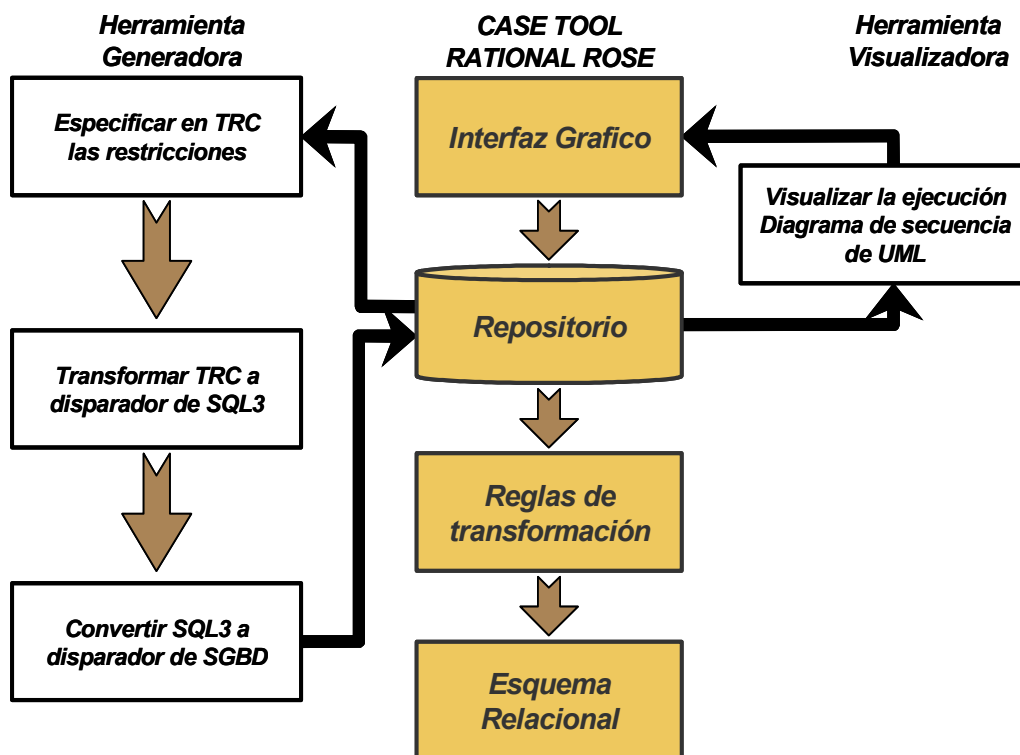 Herramienta
Generadora
CASE TOOL
RATIONAL ROSE
Herramienta
Visualizadora
Especificar en TRC
las restricciones
Interfaz Grafico
Visualizar la ejecución
Diagrama de secuencia
de UML
Repositorio
Transformar TRC a
disparador de SQL3
Reglas de
transformación
Convertir SQL3 a
disparador de SGBD
Esquema
Relacional